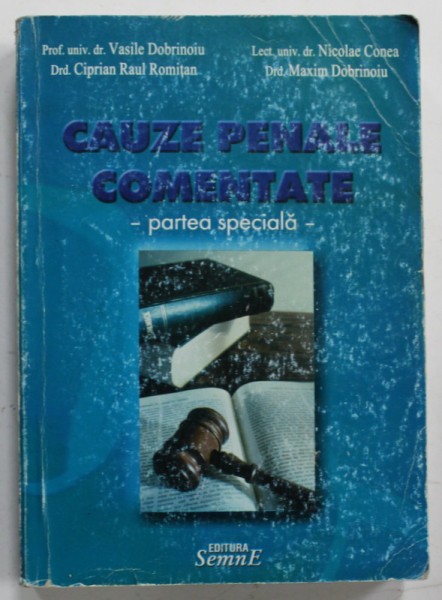 Prof. univ. dr. Vasile Dobrinoiu
Drd. Ciprian Raul Romițan
Lect. univ. dr. Nicolae Conea
Drd. Maxim Dobrinoiu
CAUZE PENALE
COMENTATE
- partea specială -
EDITURA
SemnE